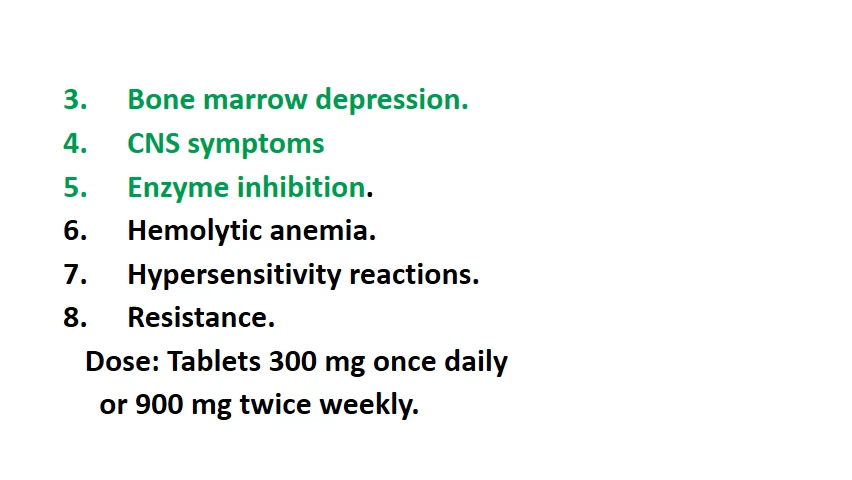 3. Bone marrow depression.
4. CNS symptoms
5. Enzyme inhibition.
6. Hemolytic anemia.
7. Hypersensitivity reactions.
8. Resistance.
Dose: Tablets 300 mg once daily
or 900 mg twice weekly.